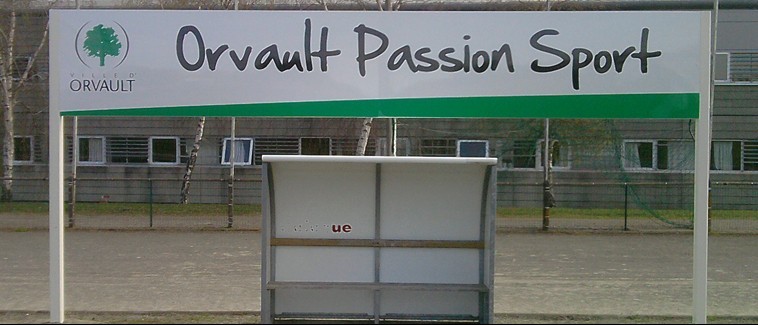 Orvault Passion Sport
VILLE D'
ORVAULT